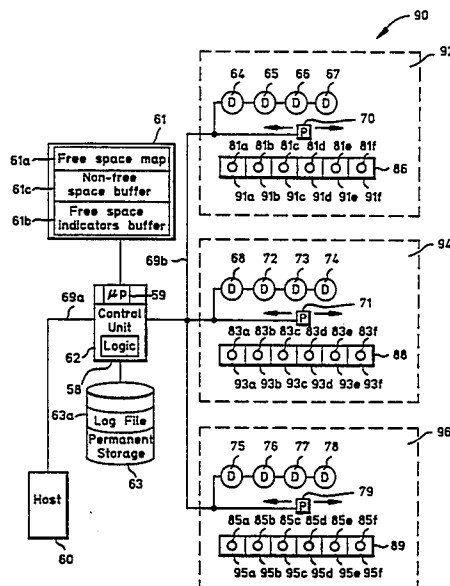 90
92
64 65 66 67
D D D D
70
P
81a 81b 81c 81d 81e 81f
86
91a 91b 91c 91d 91e 91f
61
61a
Free space map
61c
Non-free space buffer
61b
Free space indicators buffer
69b
94
68 72 73 74
D D D D
71
P
83a 83b 83c 83d 83e 83f
88
93a 93b 93c 93d 93e 93f
69a
μp
59
Control Unit
Logic
62
58
63a
Log File
Permanent Storage
63
Host
60
96
75 76 77 78
D D D D
79
P
85a 85b 85c 85d 85e 85f
89
95a 95b 95c 95d 95e 95f